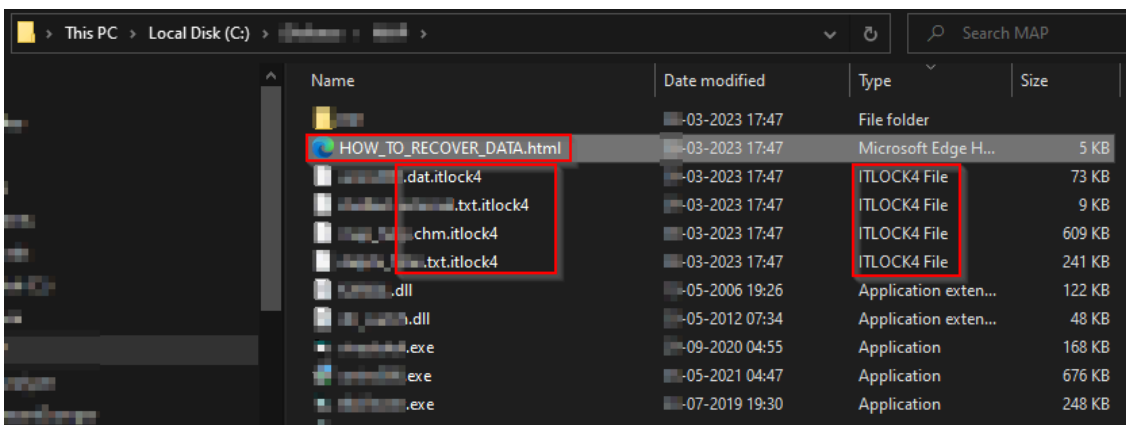 This PC > Local Disk (C:) > > Search MAP
Name Date modified Type Size
-03-2023 17:47 File folder
HOW_TO_RECOVER_DATA.html -03-2023 17:47 Microsoft Edge H... 5 KB
.dat.itlock4 -03-2023 17:47 ITLOCK4 File 73 KB
.txt.itlock4 -03-2023 17:47 ITLOCK4 File 9 KB
chm.itlock4 -03-2023 17:47 ITLOCK4 File 609 KB
.txt.itlock4 -03-2023 17:47 ITLOCK4 File 241 KB
.dll -05-2006 19:26 Application exten... 122 KB
.dll -05-2012 07:34 Application exten... 48 KB
.exe -09-2020 04:55 Application 168 KB
exe -05-2021 04:47 Application 676 KB
.exe -07-2019 19:30 Application 248 KB